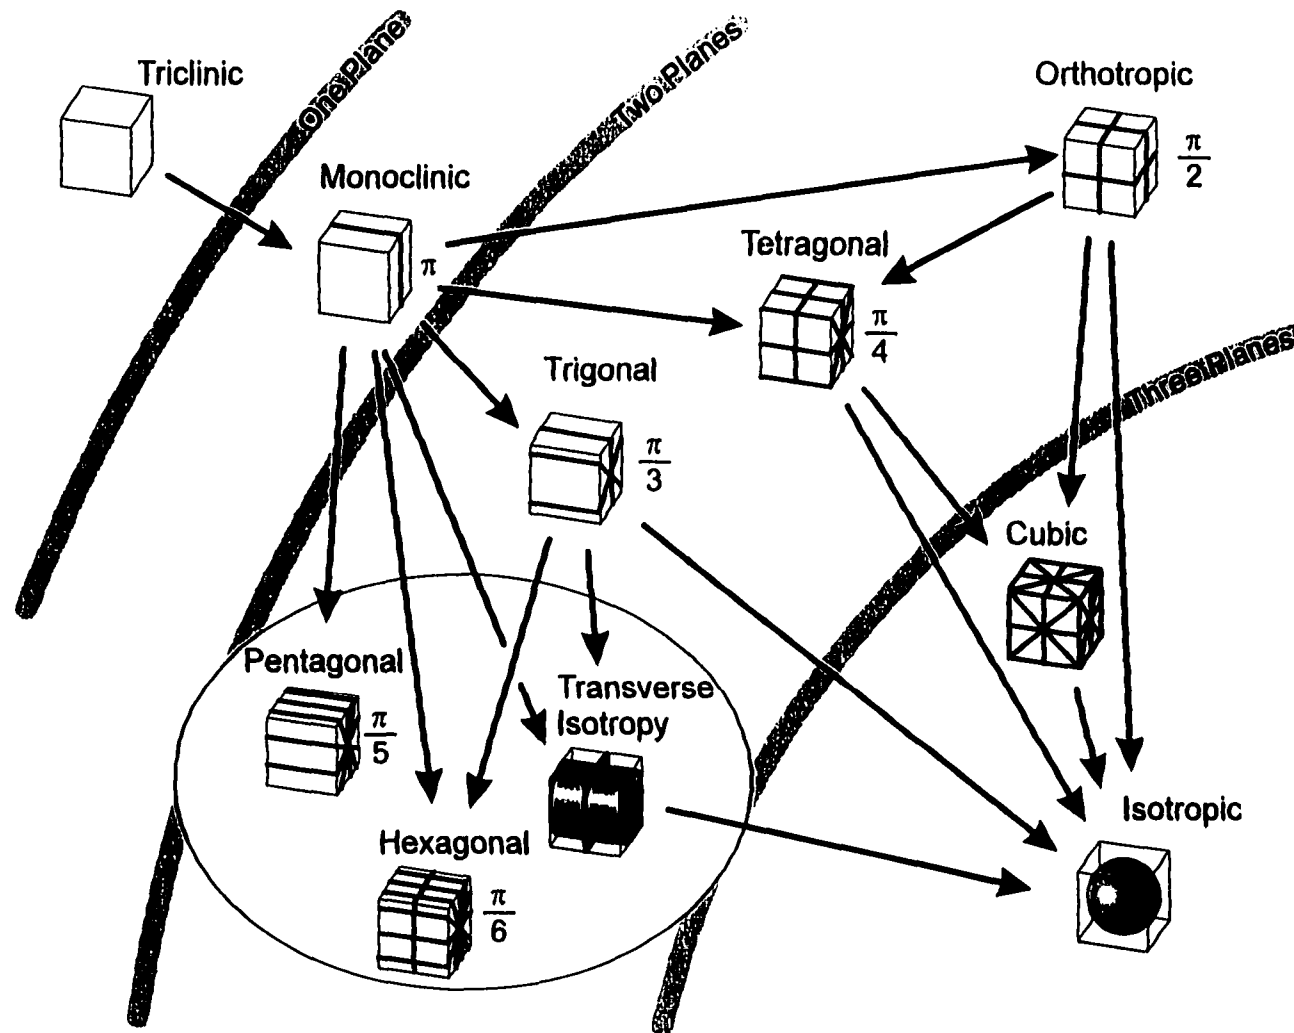 One Plane
Two Planes
Triclinic
Orthotropic
π
2
Monoclinic
π
Tetragonal
π
4
Three Planes
Trigonal
π
3
Cubic
Pentagonal
π
5
Transverse
Isotropy
Isotropic
Hexagonal
π
6